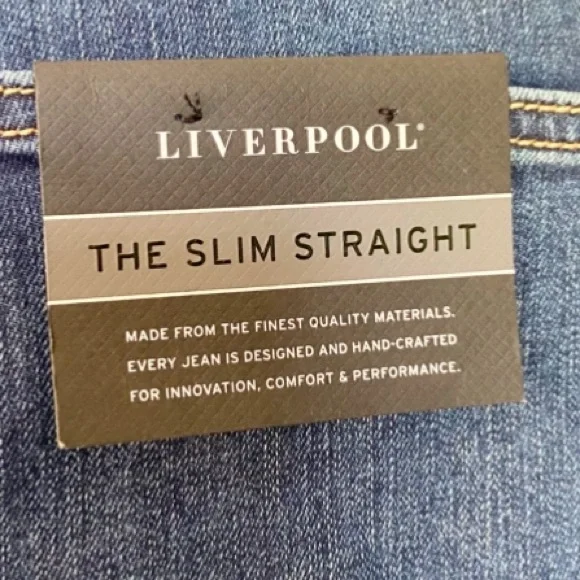 LIVERPOOL®
THE SLIM STRAIGHT
MADE FROM THE FINEST QUALITY MATERIALS.
EVERY JEAN IS DESIGNED AND HAND-CRAFTED
FOR INNOVATION, COMFORT & PERFORMANCE.